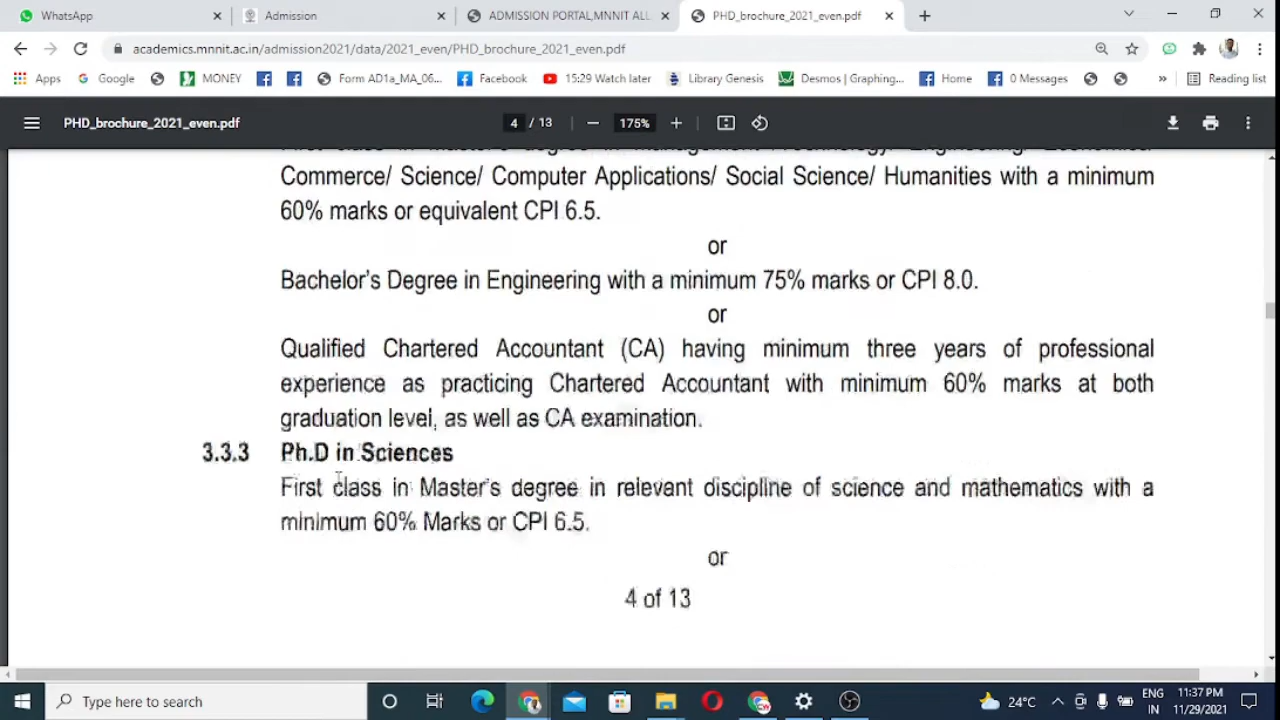 WhatsApp
Admission
ADMISSION PORTAL,MNNIT ALL
PHD_brochure_2021_even.pdf
academics.mnnit.ac.in/admission2021/data/2021_even/PHD_brochure_2021_even.pdf
Apps
Google
MONEY
Form AD1a_MA_06...
Facebook
15:29 Watch later
Library Genesis
Desmos | Graphing...
Home
0 Messages
»
Reading list
PHD_brochure_2021_even.pdf
4 / 13
175%
Commerce/ Science/ Computer Applications/ Social Science/ Humanities with a minimum
60% marks or equivalent CPI 6.5.
or
Bachelor's Degree in Engineering with a minimum 75% marks or CPI 8.0.
or
Qualified Chartered Accountant (CA) having minimum three years of professional
experience as practicing Chartered Accountant with minimum 60% marks at both
graduation level, as well as CA examination.
3.3.3 Ph.D in Sciences
First class in Master's degree in relevant discipline of science and mathematics with a
minimum 60% Marks or CPI 6.5.
or
4 of 13
Type here to search
24°C
ENG
IN
11:37 PM
11/29/2021